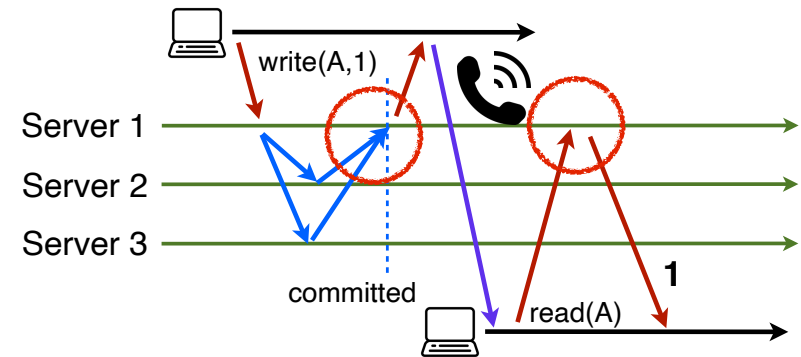 write(A,1)
Server 1
Server 2
Server 3
committed
1
read(A)